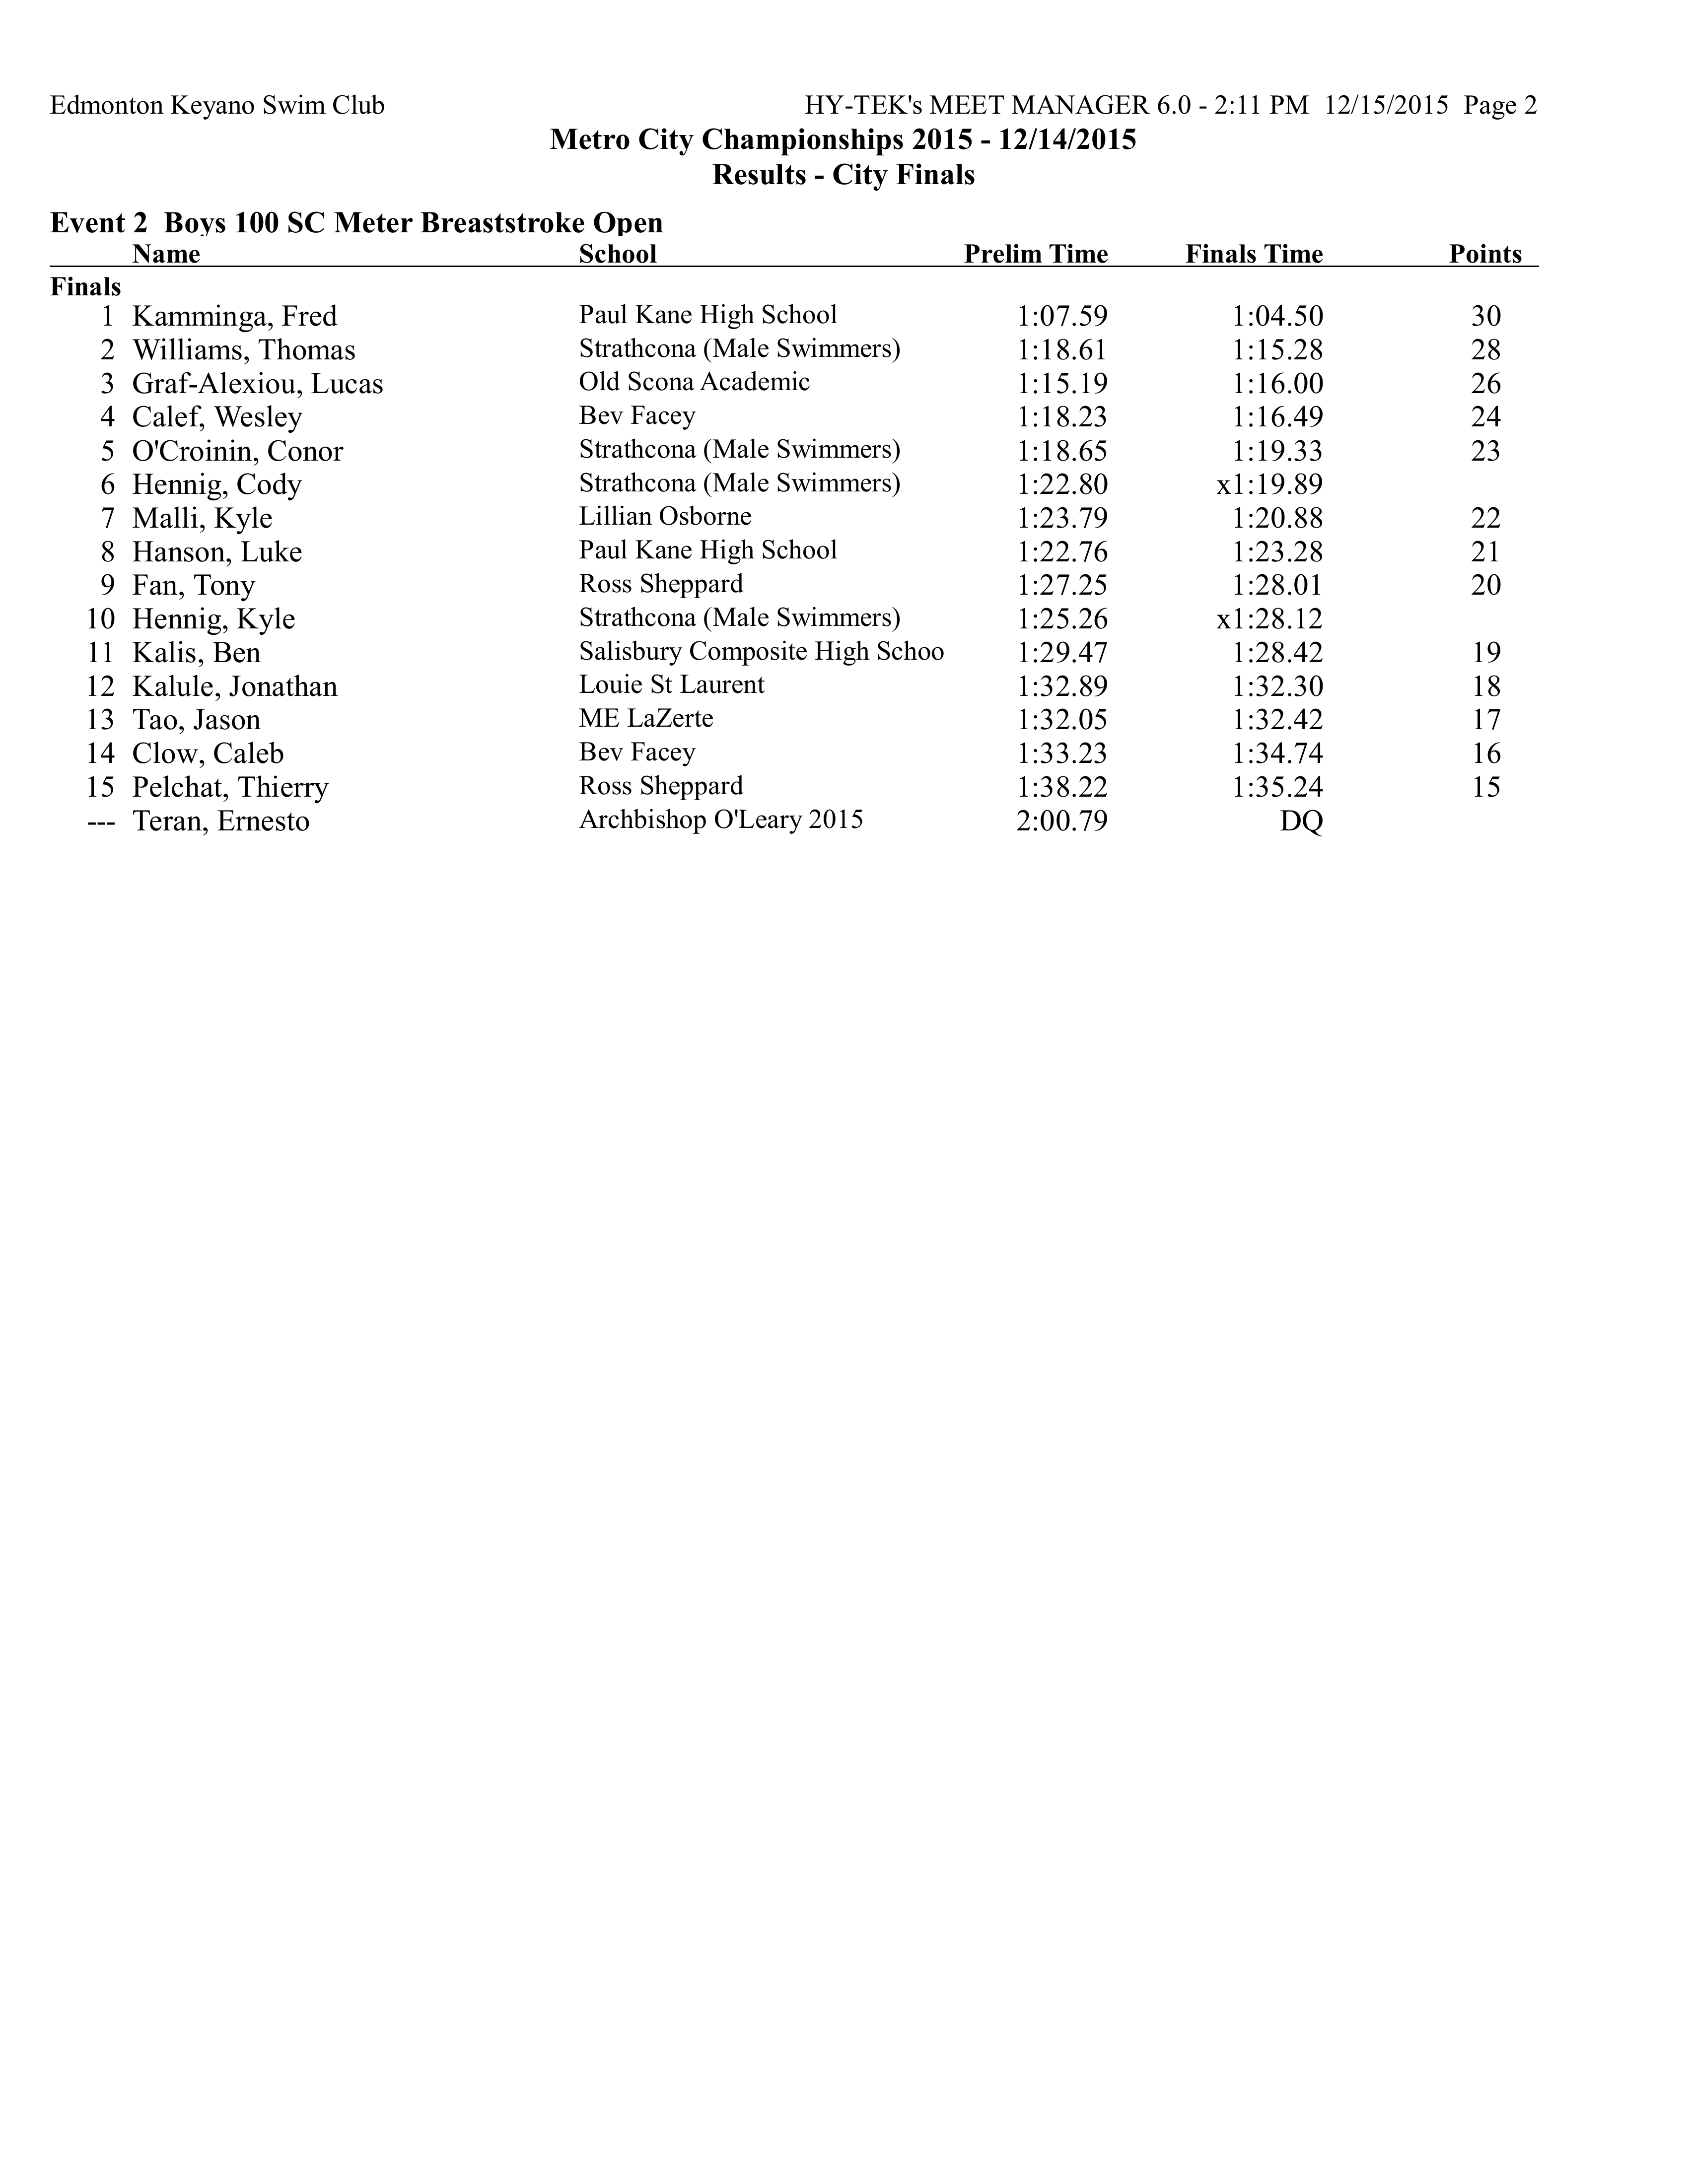 Edmonton Keyano Swim Club HY-TEK's MEET MANAGER 6.0 - 2:11 PM 12/15/2015 Page 2
Metro City Championships 2015 - 12/14/2015
Results - City Finals
Event 2 Boys 100 SC Meter Breaststroke Open
Name School Prelim Time Finals Time Points
Finals
1 Kamminga, Fred Paul Kane High School 1:07.59 1:04.50 30
2 Williams, Thomas Strathcona (Male Swimmers) 1:18.61 1:15.28 28
3 Graf-Alexiou, Lucas Old Scona Academic 1:15.19 1:16.00 26
4 Calef, Wesley Bev Facey 1:18.23 1:16.49 24
5 O'Croinin, Conor Strathcona (Male Swimmers) 1:18.65 1:19.33 23
6 Hennig, Cody Strathcona (Male Swimmers) 1:22.80 x1:19.89
7 Malli, Kyle Lillian Osborne 1:23.79 1:20.88 22
8 Hanson, Luke Paul Kane High School 1:22.76 1:23.28 21
9 Fan, Tony Ross Sheppard 1:27.25 1:28.01 20
10 Hennig, Kyle Strathcona (Male Swimmers) 1:25.26 x1:28.12
11 Kalis, Ben Salisbury Composite High Schoo 1:29.47 1:28.42 19
12 Kalule, Jonathan Louie St Laurent 1:32.89 1:32.30 18
13 Tao, Jason ME LaZerte 1:32.05 1:32.42 17
14 Clow, Caleb Bev Facey 1:33.23 1:34.74 16
15 Pelchat, Thierry Ross Sheppard 1:38.22 1:35.24 15
--- Teran, Ernesto Archbishop O'Leary 2015 2:00.79 DQ